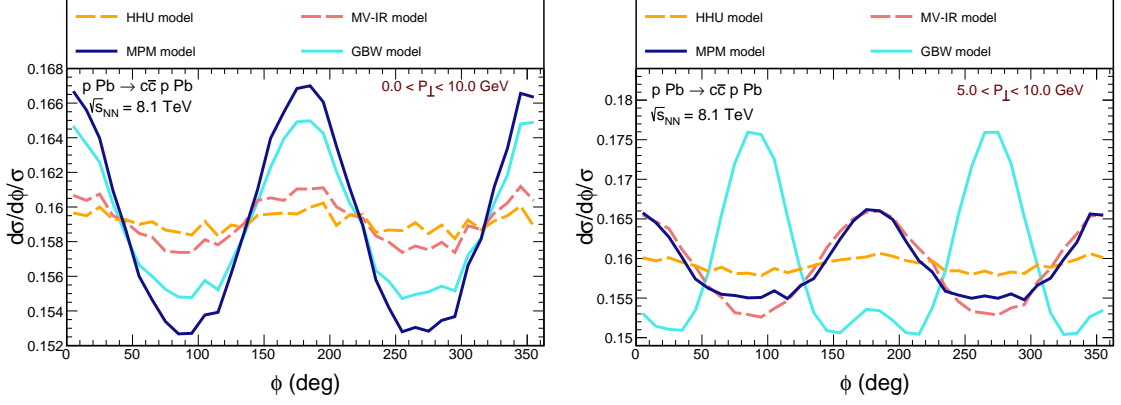 HHU model
MV-IR model
MPM model
GBW model
p Pb → cc̄ p Pb
0.0 < P⊥ < 10.0 GeV
√sNN = 8.1 TeV
dσ/dφ/σ
0.168
0.166
0.164
0.162
0.16
0.158
0.156
0.154
0.152
0 50 100 150 200 250 300 350
φ (deg)
HHU model
MV-IR model
MPM model
GBW model
p Pb → cc̄ p Pb
5.0 < P⊥ < 10.0 GeV
√sNN = 8.1 TeV
dσ/dφ/σ
0.18
0.175
0.17
0.165
0.16
0.155
0.15
0 50 100 150 200 250 300 350
φ (deg)